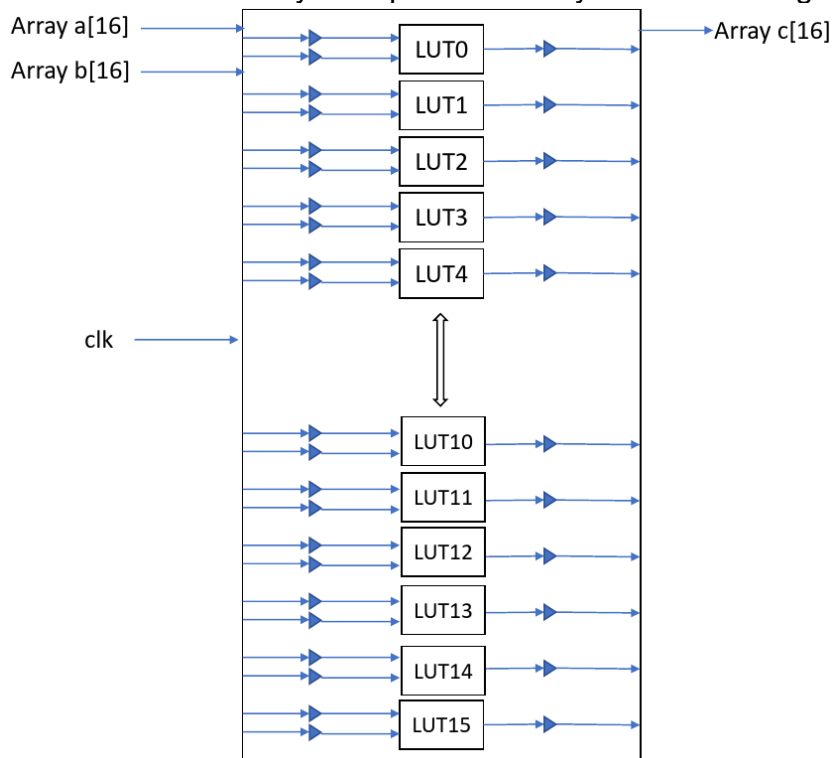 Array a[16]
Array b[16]
Array c[16]
LUT0
LUT1
LUT2
LUT3
LUT4
clk
LUT10
LUT11
LUT12
LUT13
LUT14
LUT15